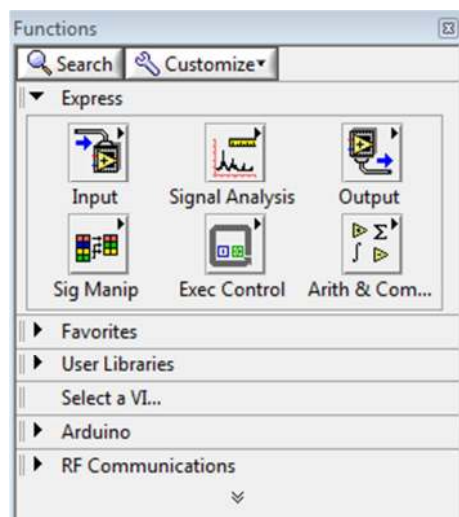 Functions
Search Customize
Express
Input Signal Analysis Output
Sig Manip Exec Control Arith & Com...
Favorites
User Libraries
Select a VI...
Arduino
RF Communications